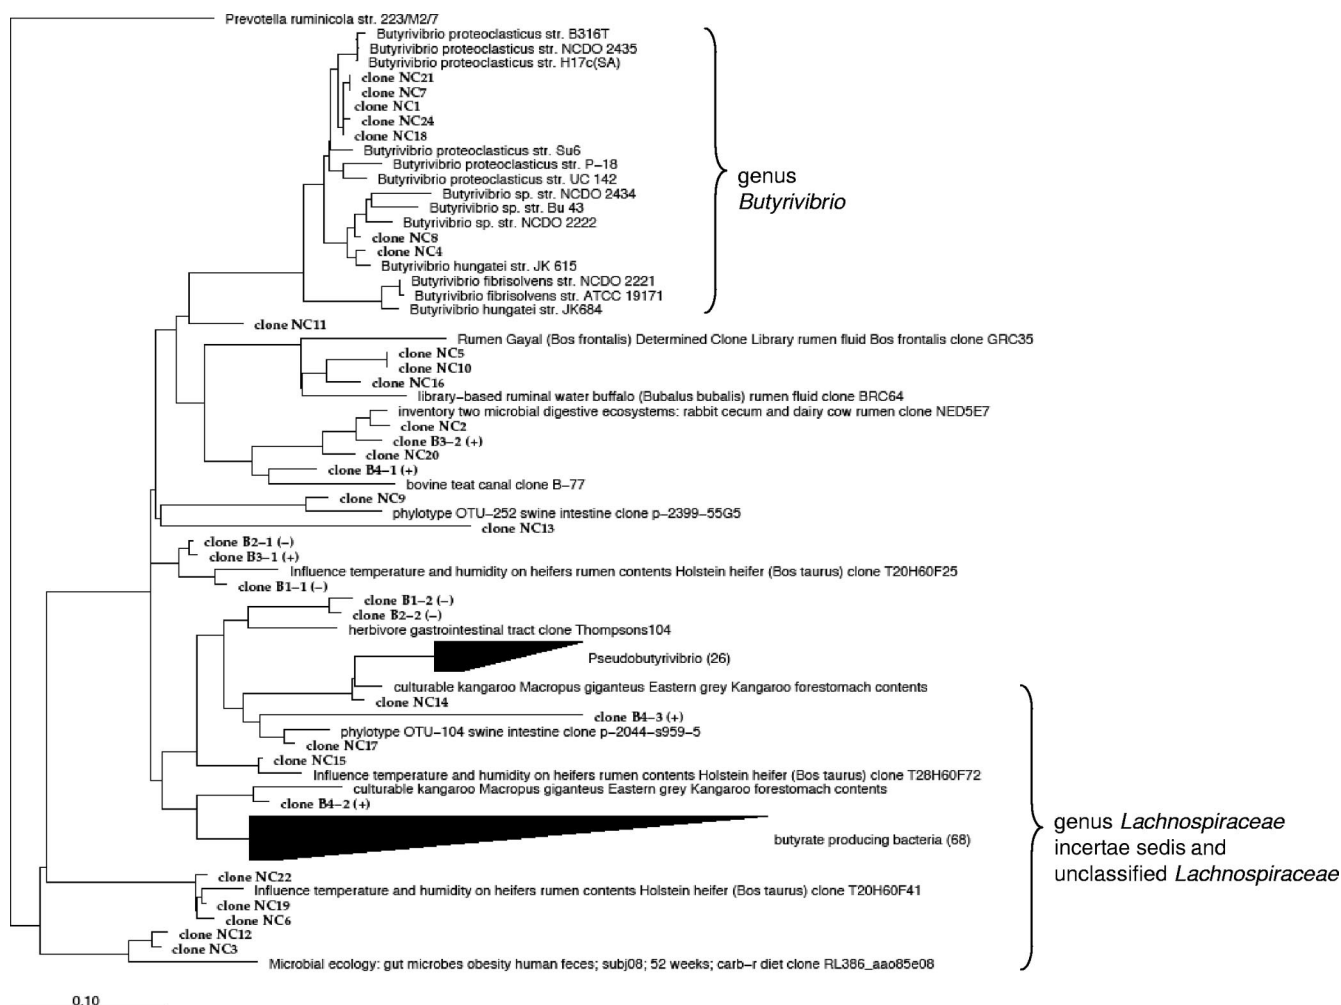 Prevotella ruminicola str. 223/M2/7
Butyrivibrio proteoclasticus str. B316T
Butyrivibrio proteoclasticus str. NCDO 2435
Butyrivibrio proteoclasticus str. H17c(SA)
clone NC21
clone NC7
clone NC1
clone NC24
clone NC18
Butyrivibrio proteoclasticus str. Su6
Butyrivibrio proteoclasticus str. P-18
Butyrivibrio proteoclasticus str. UC 142
Butyrivibrio sp. str. NCDO 2434
Butyrivibrio sp. str. Bu 43
Butyrivibrio sp. str. NCDO 2222
clone NC8
clone NC4
Butyrivibrio hungatei str. JK 615
Butyrivibrio fibrisolvens str. NCDO 2221
Butyrivibrio fibrisolvens str. ATCC 19171
Butyrivibrio hungatei str. JK684
genus
Butyrivibrio
clone NC11
Rumen Gayal (Bos frontalis) Determined Clone Library rumen fluid Bos frontalis clone GRC35
clone NC5
clone NC10
clone NC16
library-based ruminal water buffalo (Bubalus bubalis) rumen fluid clone BRC64
inventory two microbial digestive ecosystems: rabbit cecum and dairy cow rumen clone NED5E7
clone NC2
clone B3-2 (+)
clone NC20
clone B4-1 (+)
bovine teat canal clone B-77
clone NC9
phylotype OTU-252 swine intestine clone p-2399-55G5
clone NC13
clone B2-1 (-)
clone B3-1 (+)
Influence temperature and humidity on heifers rumen contents Holstein heifer (Bos taurus) clone T20H60F25
clone B1-1 (-)
clone B1-2 (-)
clone B2-2 (-)
herbivore gastrointestinal tract clone Thompsons104
Pseudobutyrivibrio (26)
culturable kangaroo Macropus giganteus Eastern grey Kangaroo forestomach contents
clone NC14
clone B4-3 (+)
phylotype OTU-104 swine intestine clone p-2044-s959-5
clone NC17
clone NC15
Influence temperature and humidity on heifers rumen contents Holstein heifer (Bos taurus) clone T28H60F72
culturable kangaroo Macropus giganteus Eastern grey Kangaroo forestomach contents
clone B4-2 (+)
butyrate producing bacteria (68)
clone NC22
Influence temperature and humidity on heifers rumen contents Holstein heifer (Bos taurus) clone T20H60F41
clone NC19
clone NC6
clone NC12
clone NC3
Microbial ecology: gut microbes obesity human feces; subj08; 52 weeks; carb-r diet clone RL386_aao85e08
genus Lachnospiraceae
incertae sedis and
unclassified Lachnospiraceae
0.10